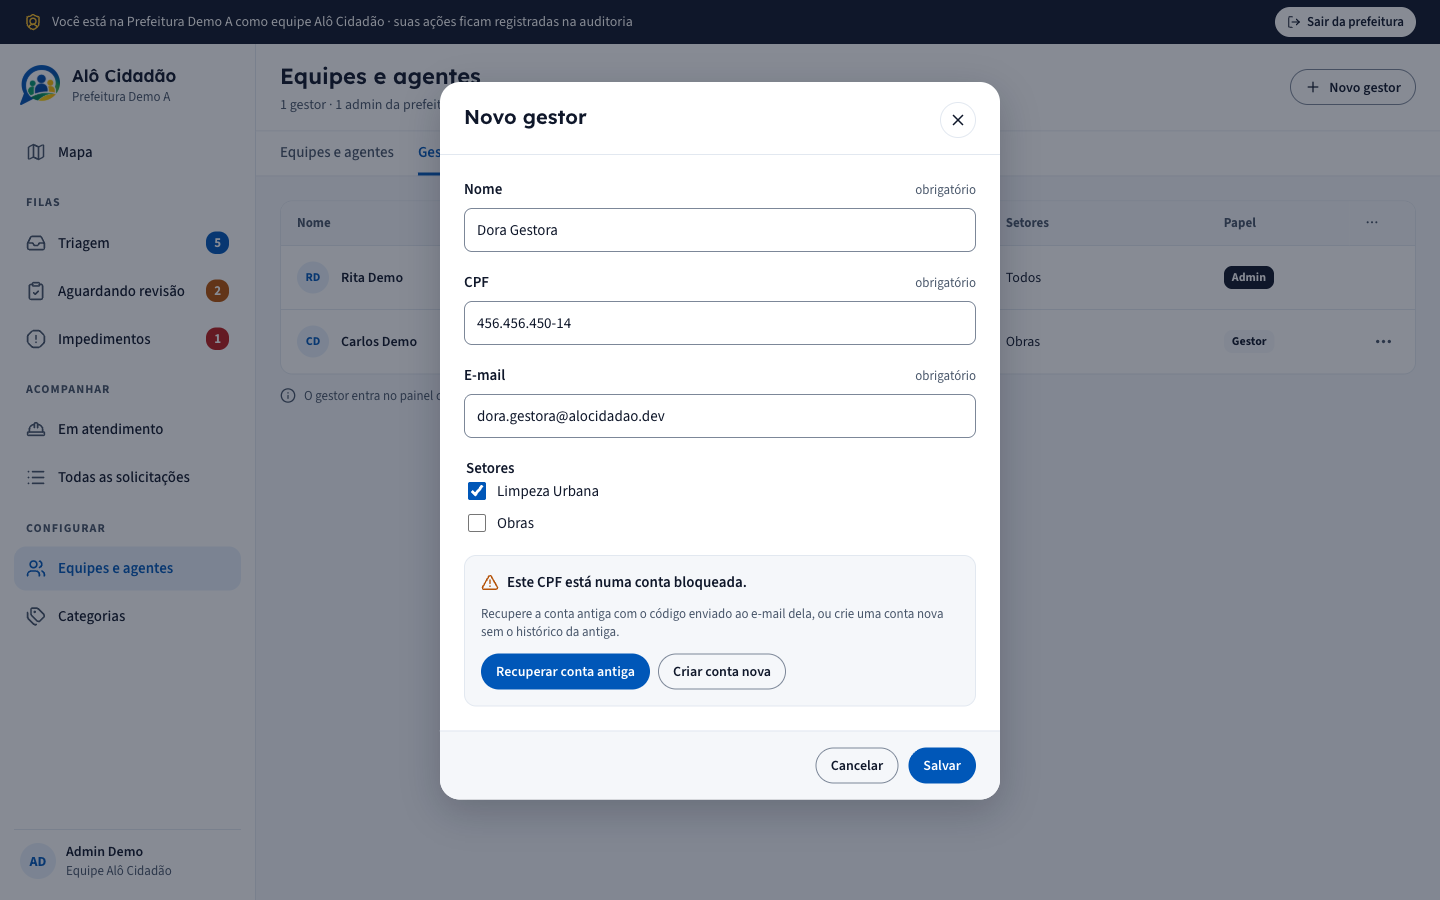 Você está na Prefeitura Demo A como equipe Alô Cidadão · suas ações ficam registradas na auditoria
Sair da prefeitura
Alô Cidadão
Prefeitura Demo A
Mapa
FILAS
Triagem 5
Aguardando revisão 2
Impedimentos 1
ACOMPANHAR
Em atendimento
Todas as solicitações
CONFIGURAR
Equipes e agentes
Categorias
AD
Admin Demo
Equipe Alô Cidadão
Equipes e agentes
1 gestor · 1 admin da
Novo gestor
Equipes e agentes
Nome Setores Papel ···
RD Rita Demo Todos Admin
CD Carlos Demo Obras Gestor
O gestor entra no painel
Novo gestor
Nome obrigatório
Dora Gestora
CPF obrigatório
456.456.450-14
E-mail obrigatório
dora.gestora@alocidadao.dev
Setores
Limpeza Urbana
Obras
Este CPF está numa conta bloqueada.
Recupere a conta antiga com o código enviado ao e-mail dela, ou crie uma conta nova
sem o histórico da antiga.
Recuperar conta antiga Criar conta nova
Cancelar Salvar